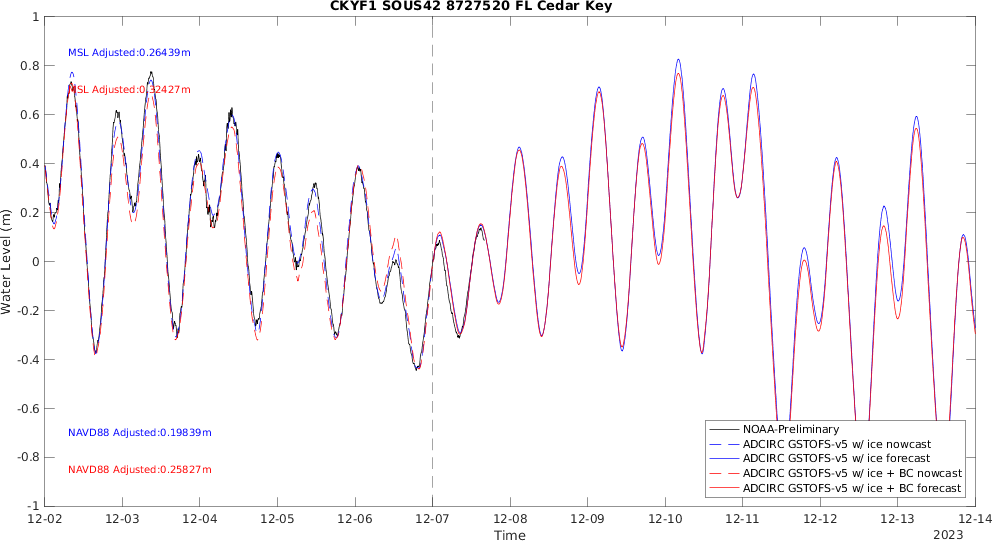 CKYF1 SOUS42 8727520 FL Cedar Key
1
0.8
0.6
0.4
0.2
0
-0.2
-0.4
-0.6
-0.8
-1
Water Level (m)
MSL Adjusted:0.26439m
MSL Adjusted:0.32427m
NAVD88 Adjusted:0.19839m
NAVD88 Adjusted:0.25827m
NOAA-Preliminary
ADCIRC GSTOFS-v5 w/ ice nowcast
ADCIRC GSTOFS-v5 w/ ice forecast
ADCIRC GSTOFS-v5 w/ ice + BC nowcast
ADCIRC GSTOFS-v5 w/ ice + BC forecast
12-02 12-03 12-04 12-05 12-06 12-07 12-08 12-09 12-10 12-11 12-12 12-13 12-14
Time
2023